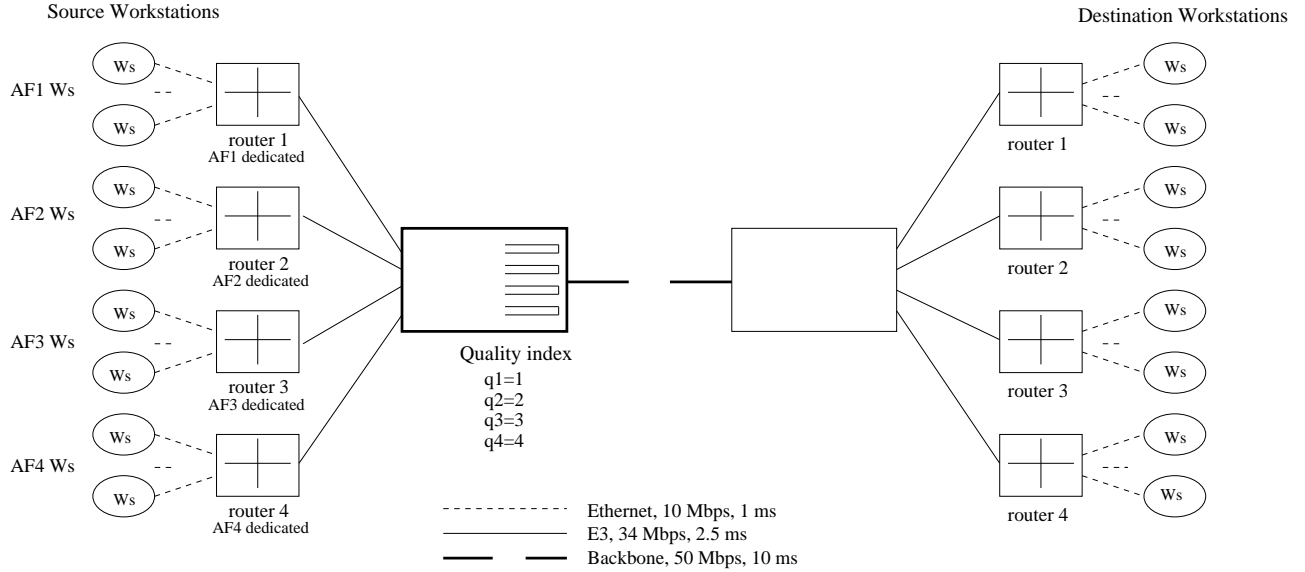 Source Workstations
Destination Workstations
AF1 Ws
Ws
Ws
router 1
AF1 dedicated
AF2 Ws
Ws
Ws
router 2
AF2 dedicated
AF3 Ws
Ws
Ws
router 3
AF3 dedicated
AF4 Ws
Ws
Ws
router 4
AF4 dedicated
Quality index
q1=1
q2=2
q3=3
q4=4
router 1
Ws
Ws
router 2
Ws
Ws
router 3
Ws
Ws
router 4
Ws
Ws
Ethernet, 10 Mbps, 1 ms
E3, 34 Mbps, 2.5 ms
Backbone, 50 Mbps, 10 ms